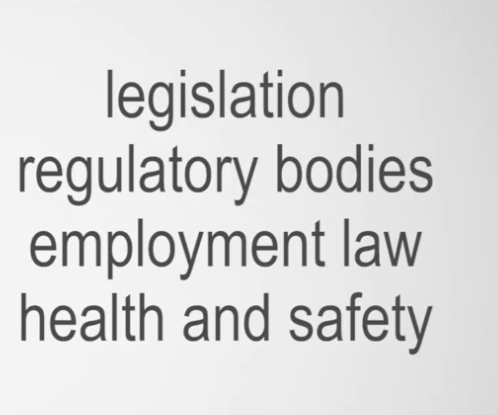 legislation
regulatory bodies
employment law
health and safety